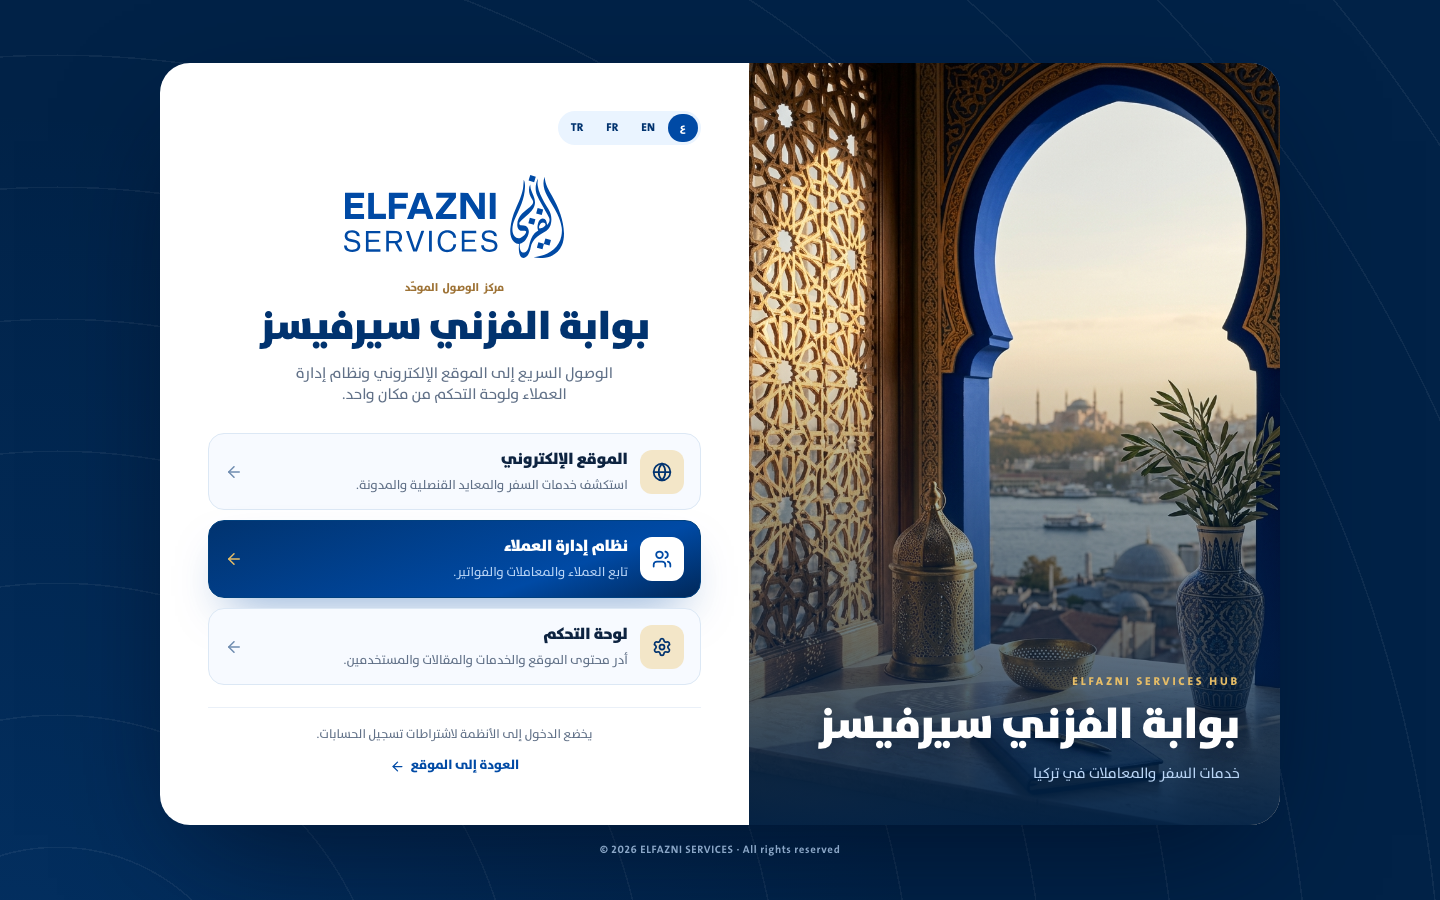 ع EN FR TR
ELFAZNI
SERVICES
الفزني
مركز الوصول الموحّد
بوابة الفزني سيرفيسز
الوصول السريع إلى الموقع الإلكتروني ونظام إدارة
العملاء ولوحة التحكم من مكان واحد.
الموقع الإلكتروني
استكشف خدمات السفر والمعايد القنصلية والمدونة.
نظام إدارة العملاء
تابع العملاء والمعاملات والفواتير.
لوحة التحكم
أدر محتوى الموقع والخدمات والمقالات والمستخدمين.
يخضع الدخول إلى الأنظمة لاشتراطات تسجيل الحسابات.
العودة إلى الموقع
ELFAZNI SERVICES HUB
بوابة الفزني سيرفيسز
خدمات السفر والمعاملات في تركيا
© 2026 ELFAZNI SERVICES · All rights reserved